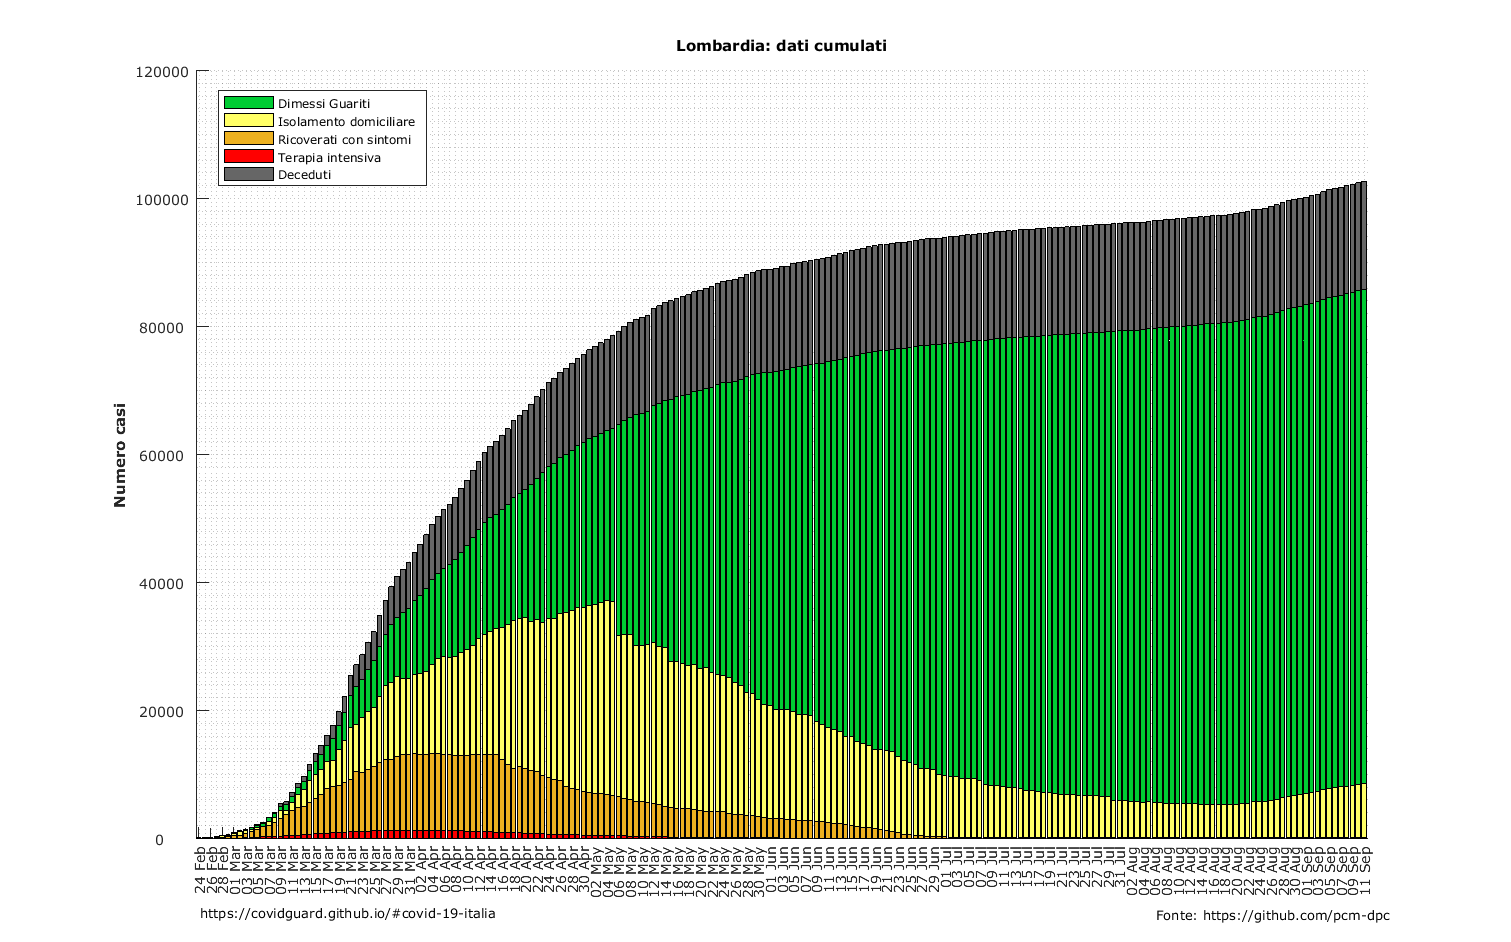 Lombardia: dati cumulati
120000
100000
80000
60000
40000
20000
0
Numero casi
Dimessi Guariti
Isolamento domiciliare
Ricoverati con sintomi
Terapia intensiva
Deceduti
24 Feb
26 Feb
28 Feb
01 Mar
03 Mar
05 Mar
07 Mar
09 Mar
11 Mar
13 Mar
15 Mar
17 Mar
19 Mar
21 Mar
23 Mar
25 Mar
27 Mar
29 Mar
31 Mar
02 Apr
04 Apr
06 Apr
08 Apr
10 Apr
12 Apr
14 Apr
16 Apr
18 Apr
20 Apr
22 Apr
24 Apr
26 Apr
28 Apr
30 Apr
02 May
04 May
06 May
08 May
10 May
12 May
14 May
16 May
18 May
20 May
22 May
24 May
26 May
28 May
30 May
01 Jun
03 Jun
05 Jun
07 Jun
09 Jun
11 Jun
13 Jun
15 Jun
17 Jun
19 Jun
21 Jun
23 Jun
25 Jun
27 Jun
29 Jun
01 Jul
03 Jul
05 Jul
07 Jul
09 Jul
11 Jul
13 Jul
15 Jul
17 Jul
19 Jul
21 Jul
23 Jul
25 Jul
27 Jul
29 Jul
31 Jul
02 Aug
04 Aug
06 Aug
08 Aug
10 Aug
12 Aug
14 Aug
16 Aug
18 Aug
20 Aug
22 Aug
24 Aug
26 Aug
28 Aug
30 Aug
01 Sep
03 Sep
05 Sep
07 Sep
09 Sep
11 Sep
https://covidguard.github.io/#covid-19-italia
Fonte: https://github.com/pcm-dpc